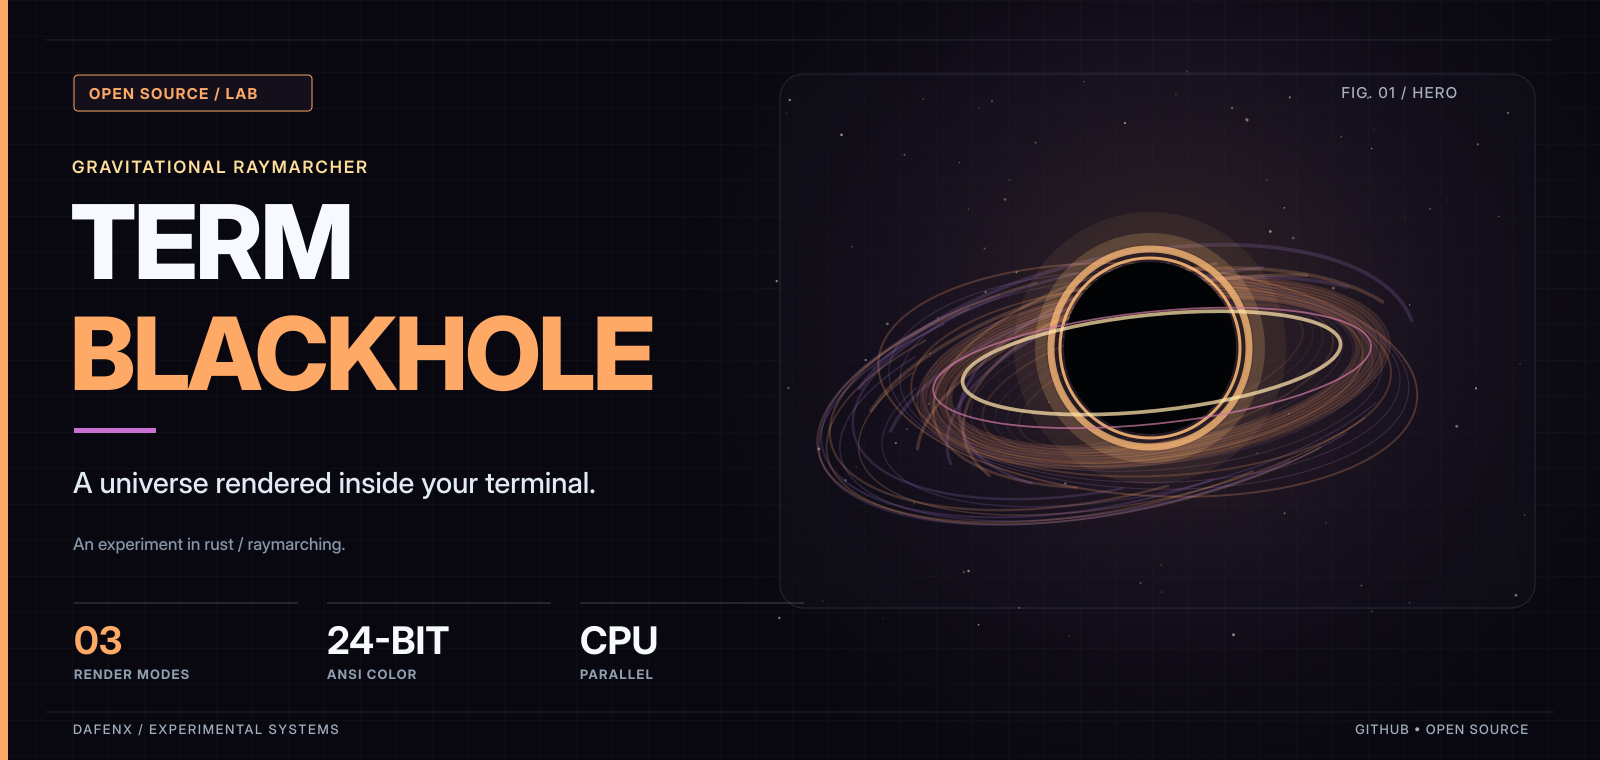 OPEN SOURCE / LAB
FIG. 01 / HERO
GRAVITATIONAL RAYMARCHER
TERM
BLACKHOLE
A universe rendered inside your terminal.
An experiment in rust / raymarching.
03
RENDER MODES
24-BIT
ANSI COLOR
CPU
PARALLEL
DAFENX / EXPERIMENTAL SYSTEMS
GITHUB • OPEN SOURCE